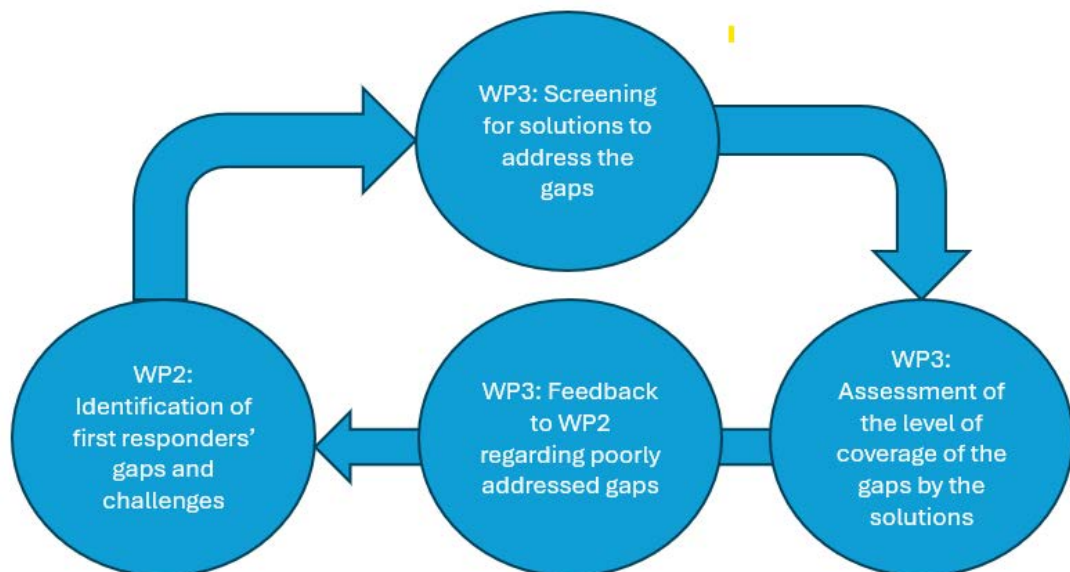 WP3: Screening
for solutions to
address the
gaps
WP2:
Identification of
first responders’
gaps and
challenges
WP3: Feedback
to WP2
regarding poorly
addressed gaps
WP3:
Assessment of
the level of
coverage of the
gaps by the
solutions